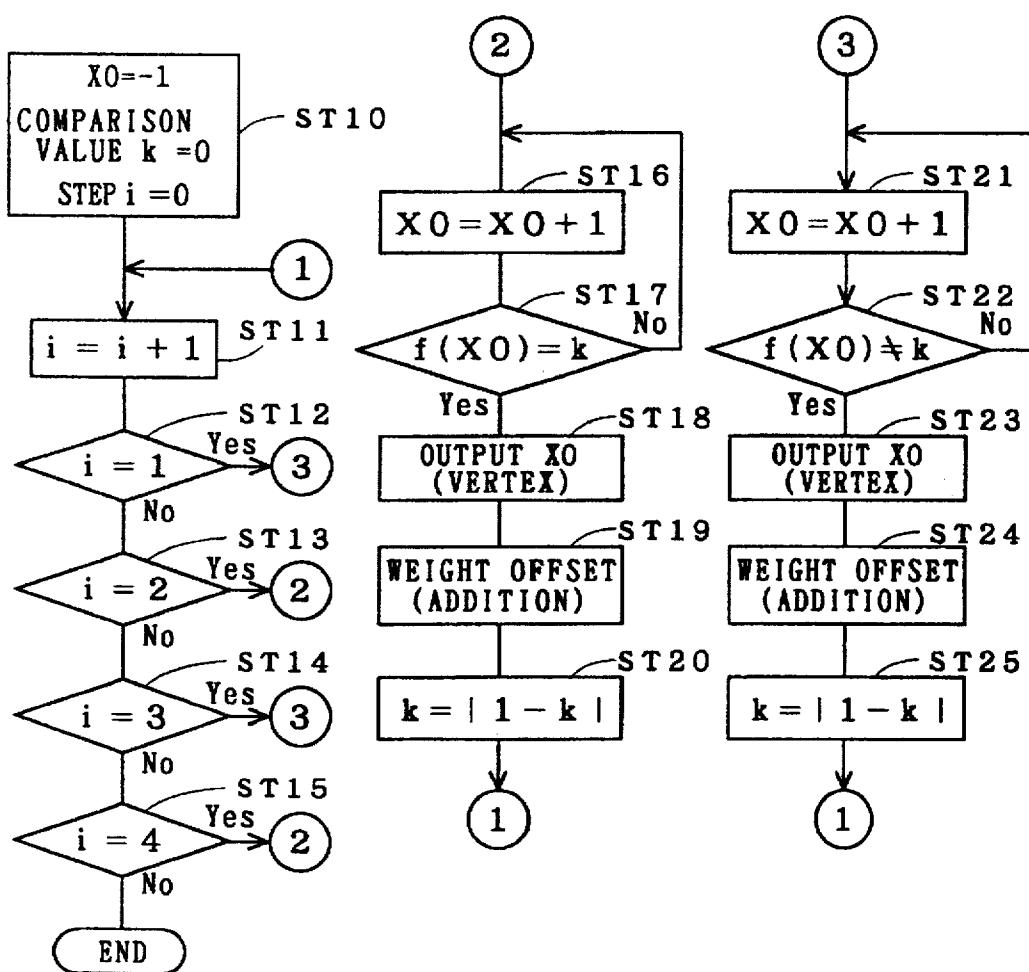 X0=-1
COMPARISON
VALUE k =0
STEP i =0
ST10
1
i = i + 1
ST11
i = 1
ST12
Yes
3
No
i = 2
ST13
Yes
2
No
i = 3
ST14
Yes
3
No
i = 4
ST15
Yes
2
No
END
2
ST16
X0=X0+1
ST17
f(X0)=k
No
Yes
ST18
OUTPUT X0
(VERTEX)
ST19
WEIGHT OFFSET
(ADDITION)
ST20
k=|1-k|
1
3
ST21
X0=X0+1
ST22
f(X0)≠k
No
Yes
ST23
OUTPUT X0
(VERTEX)
ST24
WEIGHT OFFSET
(ADDITION)
ST25
k=|1-k|
1